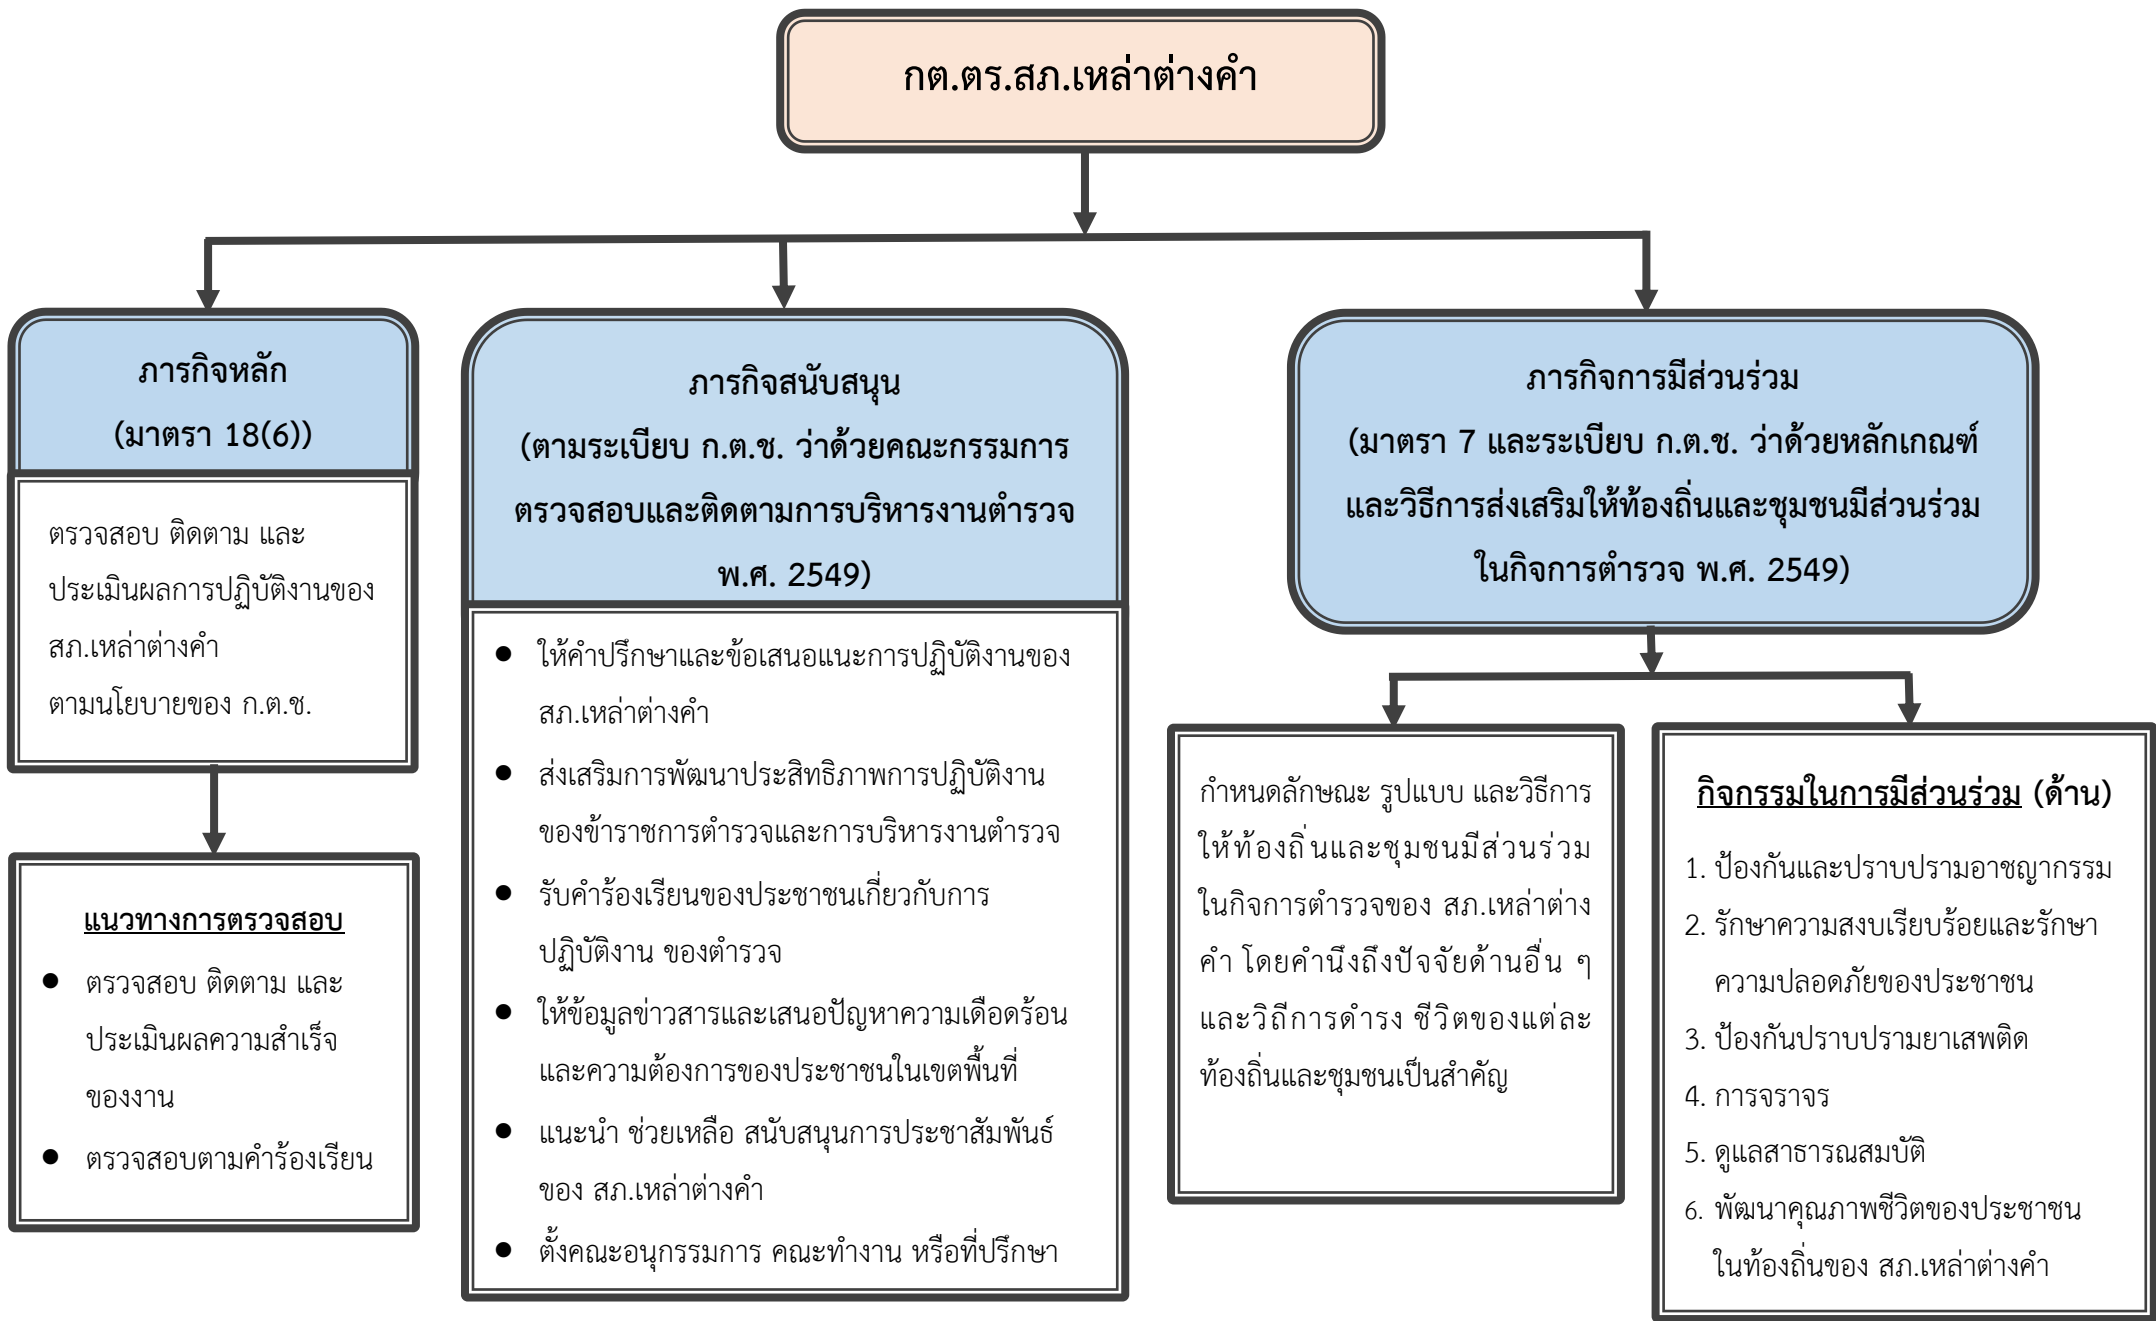 กต.ตร.สภ.เหล่าต่างคำ
ภารกิจหลัก
(มาตรา 18(6))
ตรวจสอบ ติดตาม และ
ประเมินผลการปฏิบัติงานของ
สภ.เหล่าต่างคำ
ตามนโยบายของ ก.ต.ช.
แนวทางการตรวจสอบ
● ตรวจสอบ ติดตาม และ
ประเมินผลความสำเร็จ
ของงาน
● ตรวจสอบตามคำร้องเรียน
ภารกิจสนับสนุน
(ตามระเบียบ ก.ต.ช. ว่าด้วยคณะกรรมการ
ตรวจสอบและติดตามการบริหารงานตำรวจ
พ.ศ. 2549)
● ให้คำปรึกษาและข้อเสนอแนะการปฏิบัติงานของ
สภ.เหล่าต่างคำ
● ส่งเสริมการพัฒนาประสิทธิภาพการปฏิบัติงาน
ของข้าราชการตำรวจและการบริหารงานตำรวจ
● รับคำร้องเรียนของประชาชนเกี่ยวกับการ
ปฏิบัติงาน ของตำรวจ
● ให้ข้อมูลข่าวสารและเสนอปัญหาความเดือดร้อน
และความต้องการของประชาชนในเขตพื้นที่
● แนะนำ ช่วยเหลือ สนับสนุนการประชาสัมพันธ์
ของ สภ.เหล่าต่างคำ
● ตั้งคณะอนุกรรมการ คณะทำงาน หรือที่ปรึกษา
ภารกิจการมีส่วนร่วม
(มาตรา 7 และระเบียบ ก.ต.ช. ว่าด้วยหลักเกณฑ์
และวิธีการส่งเสริมให้ท้องถิ่นและชุมชนมีส่วนร่วม
ในกิจการตำรวจ พ.ศ. 2549)
กำหนดลักษณะ รูปแบบ และวิธีการ
ให้ท้องถิ่นและชุมชนมีส่วนร่วม
ในกิจการตำรวจของ สภ.เหล่าต่าง
คำ โดยคำนึงถึงปัจจัยด้านอื่น ๆ
และวิถีการดำรง ชีวิตของแต่ละ
ท้องถิ่นและชุมชนเป็นสำคัญ
กิจกรรมในการมีส่วนร่วม (ด้าน)
1. ป้องกันและปราบปรามอาชญากรรม
2. รักษาความสงบเรียบร้อยและรักษา
ความปลอดภัยของประชาชน
3. ป้องกันปราบปรามยาเสพติด
4. การจราจร
5. ดูแลสาธารณสมบัติ
6. พัฒนาคุณภาพชีวิตของประชาชน
ในท้องถิ่นของ สภ.เหล่าต่างคำ